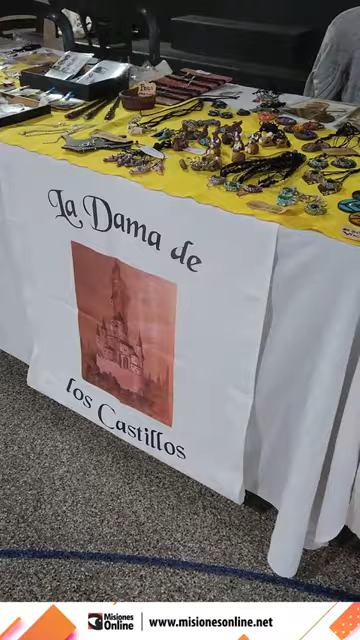 La Dama de
los Castillos
Misiones
Online
www.misionesonline.net